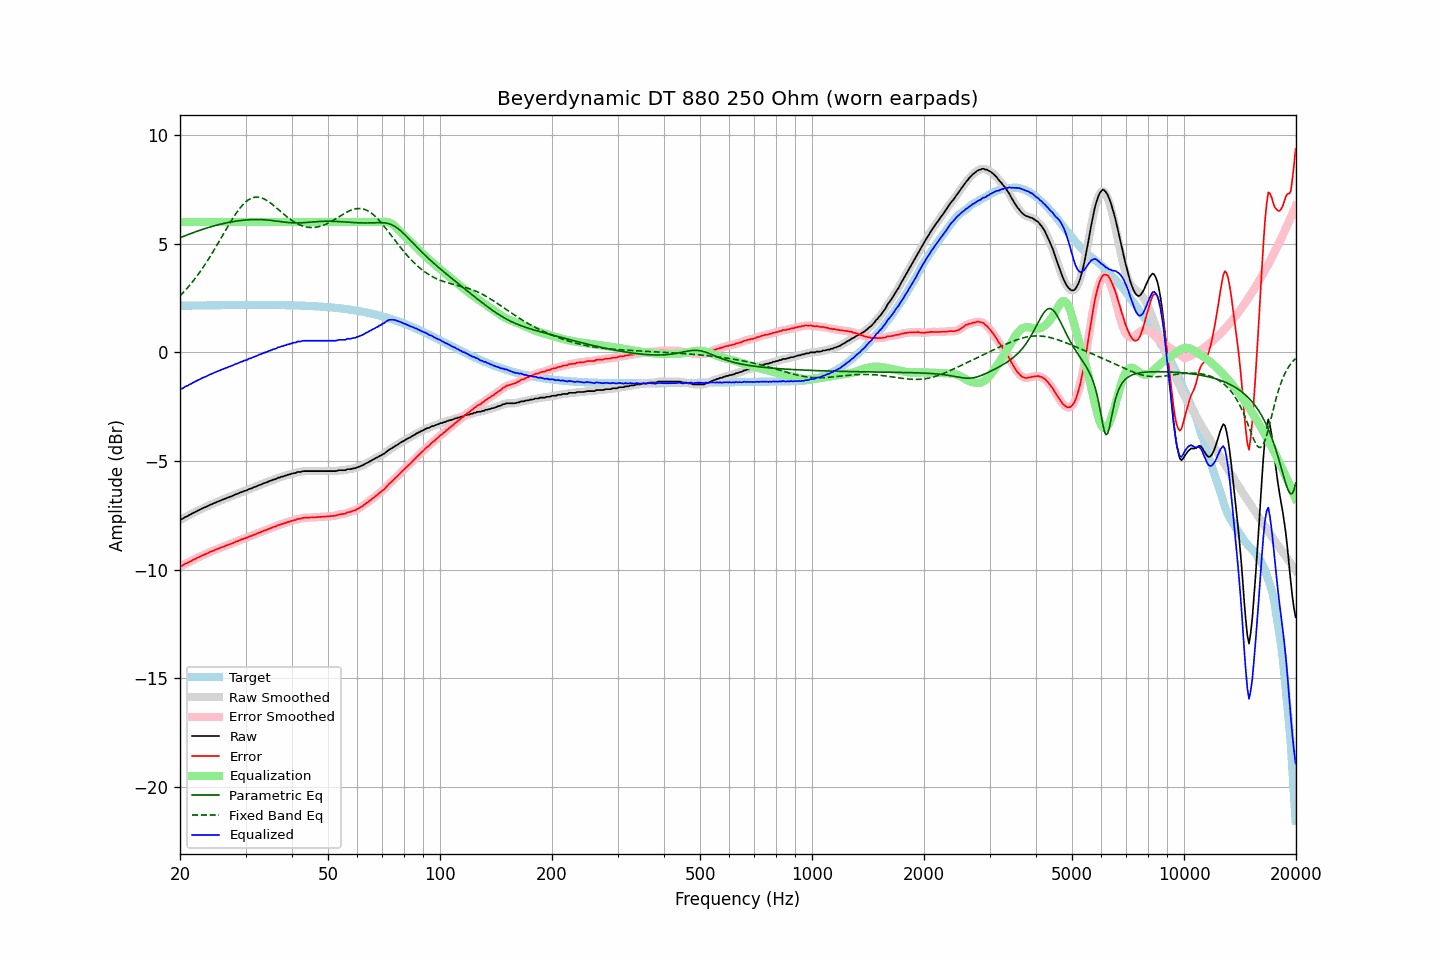 Beyerdynamic DT 880 250 Ohm (worn earpads)
Amplitude (dBr)
10
5
0
−5
−10
−15
−20
Target
Raw Smoothed
Error Smoothed
Raw
Error
Equalization
Parametric Eq
Fixed Band Eq
Equalized
20
50
100
200
500
1000
2000
5000
10000
20000
Frequency (Hz)